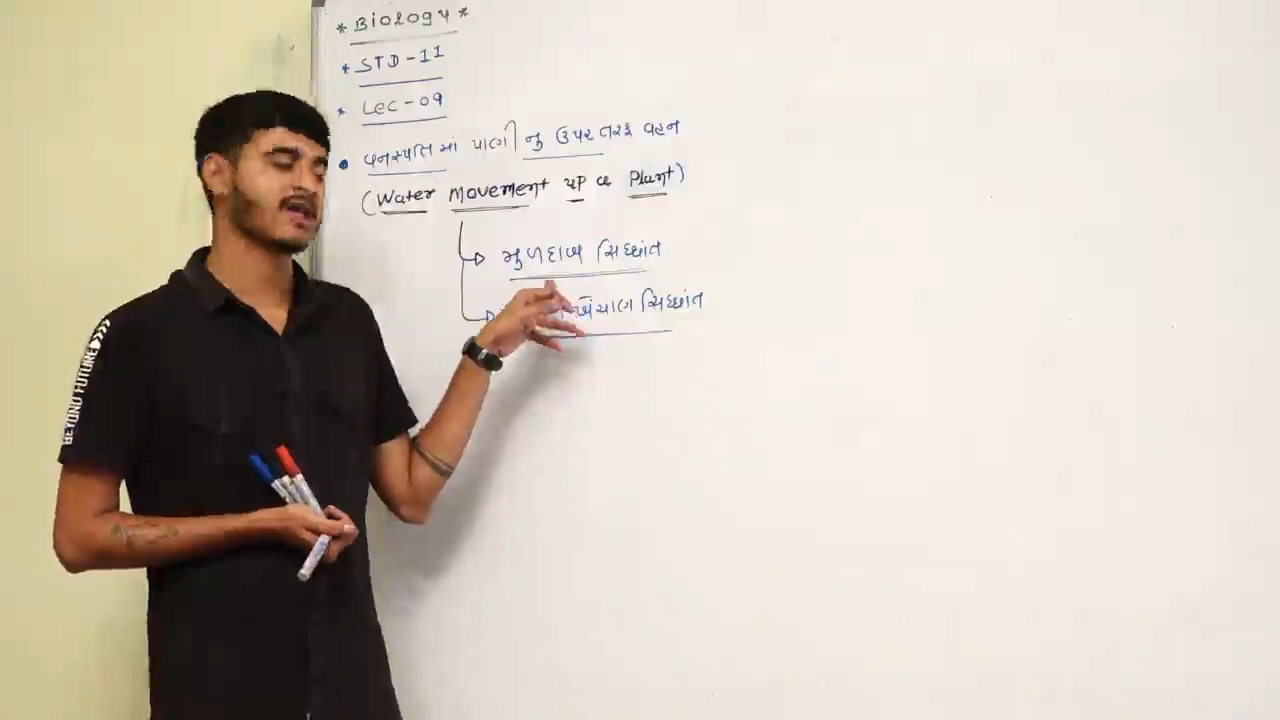 * Biology *
* STD-11
* Lec-09
• વનસ્પતિ માં પાણી નુ ઉપર તરફ વહન
(Water Movement up a Plant)
મુળદાબ સિધ્ધાંત
ખેંચાણ સિધ્ધાંત
BEYOND FUTURE